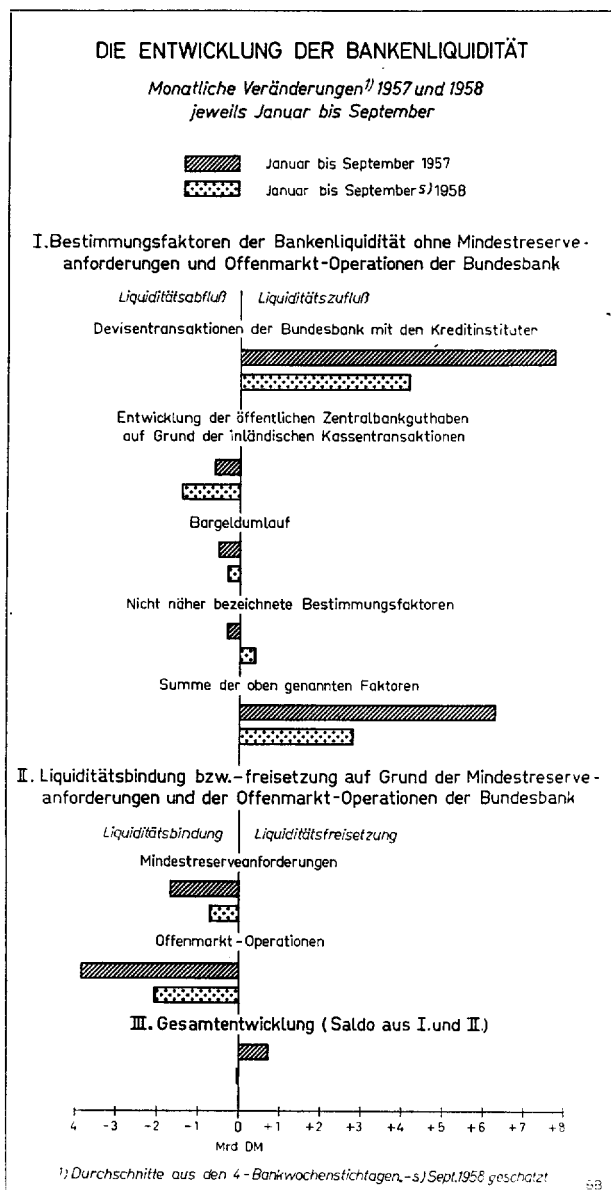 DIE ENTWICKLUNG DER BANKENLIQUIDITÄT
Monatliche Veränderungen¹⁾ 1957 und 1958
jeweils Januar bis September
Januar bis September 1957
Januar bis September s) 1958
I. Bestimmungsfaktoren der Bankenliquidität ohne Mindestreserve-
anforderungen und Offenmarkt-Operationen der Bundesbank
Liquiditätsabfluß Liquiditätszufluß
Devisentransaktionen der Bundesbank mit den Kreditinstituten
Entwicklung der öffentlichen Zentralbankguthaben
auf Grund der inländischen Kassentransaktionen
Bargeldumlauf
Nicht näher bezeichnete Bestimmungsfaktoren
Summe der oben genannten Faktoren
II. Liquiditätsbindung bzw.-freisetzung auf Grund der Mindestreserve-
anforderungen und der Offenmarkt-Operationen der Bundesbank
Liquiditätsbindung Liquiditätsfreisetzung
Mindestreserveanforderungen
Offenmarkt-Operationen
III. Gesamtentwicklung (Saldo aus I. und II.)
4 -3 -2 -1 0 +1 +2 +3 +4 +5 +6 +7 +8
Mrd DM
¹⁾ Durchschnitte aus den 4-Bankwochenstichtagen.-s) Sept. 1958 geschätzt